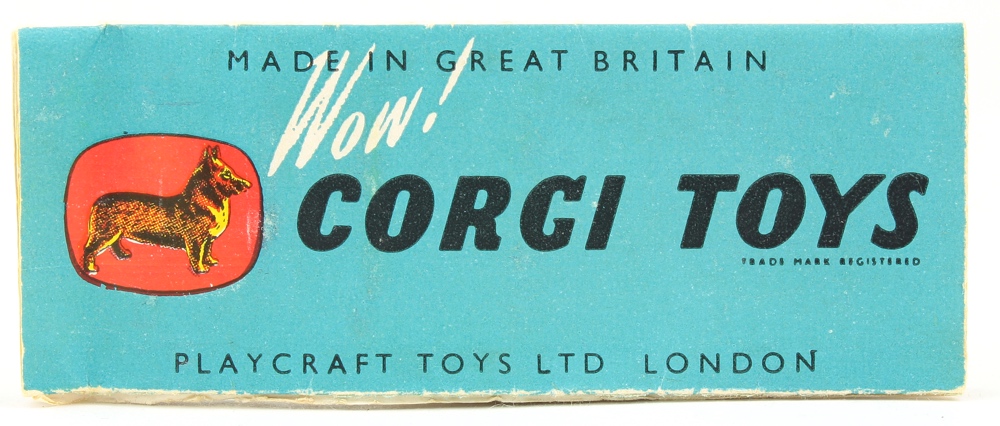 MADE IN GREAT BRITAIN
Wow!
CORGI TOYS
TRADE MARK REGISTERED
PLAYCRAFT TOYS LTD LONDON